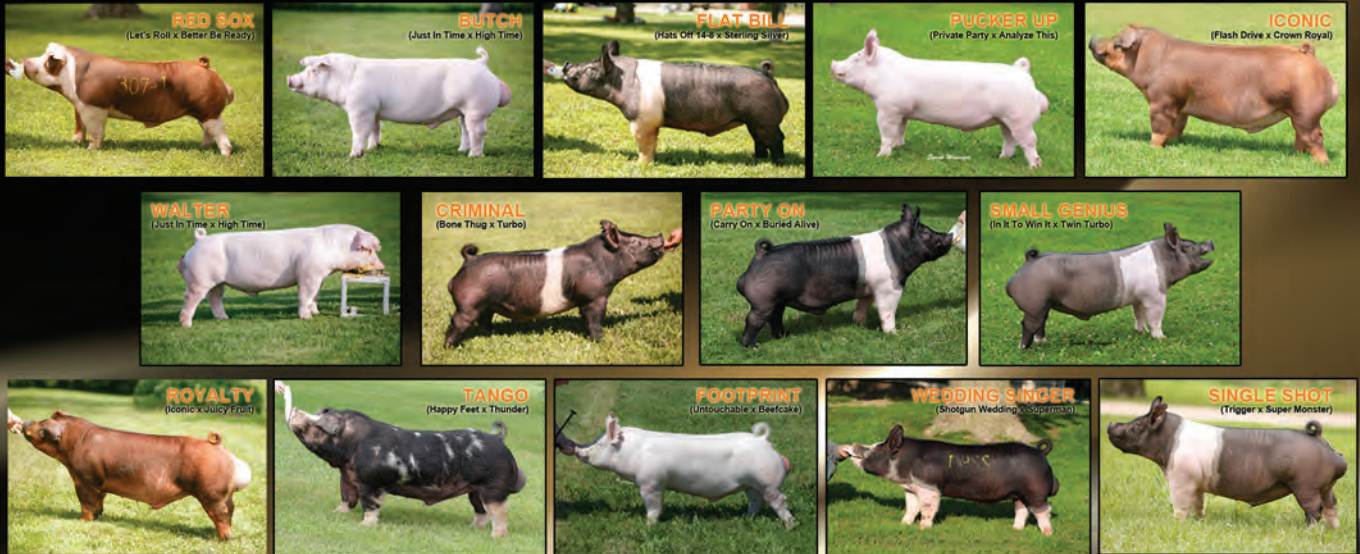 RED SOX
(Let's Roll x Better Be Ready)
BUTCH
(Just In Time x High Time)
FLAT BILL
(Hats Off 14-8 x Sterling Silver)
PUCKER UP
(Private Party x Analyze This)
ICONIC
(Flash Drive x Crown Royal)
307-1
WALTER
(Just In Time x High Time)
CRIMINAL
(Bone Thug x Turbo)
PARTY ON
(Carry On x Buried Alive)
SMALL GENIUS
(In It To Win It x Twin Turbo)
ROYALTY
(Iconic x Juicy Fruit)
TANGO
(Happy Feet x Thunder)
FOOTPRINT
(Untouchable x Beefcake)
WEDDING SINGER
(Shotgun Wedding x Superman)
SINGLE SHOT
(Trigger x Super Monster)